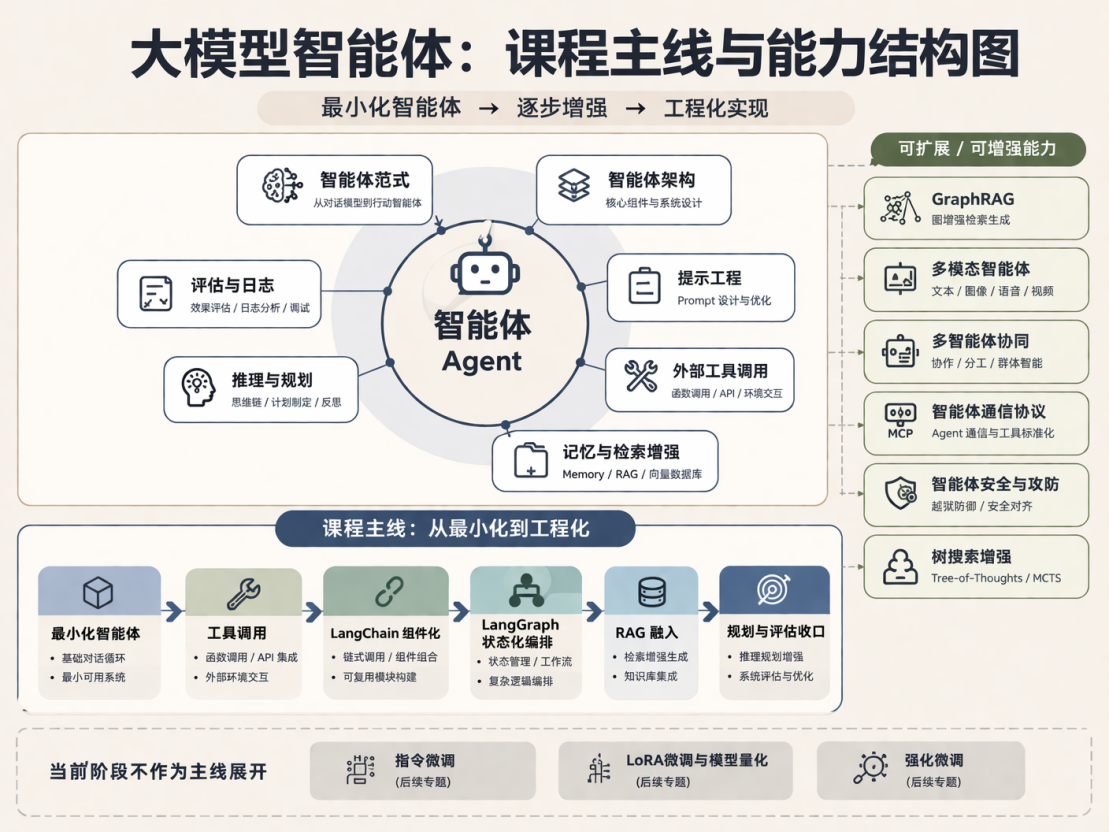 大模型智能体：课程主线与能力结构图
最小化智能体 → 逐步增强 → 工程化实现
智能体范式
从对话模型到行动智能体
智能体架构
核心组件与系统设计
评估与日志
效果评估 / 日志分析 / 调试
提示工程
Prompt 设计与优化
推理与规划
思维链 / 计划制定 / 反思
外部工具调用
函数调用 / API / 环境交互
记忆与检索增强
Memory / RAG / 向量数据库
智能体
Agent
可扩展 / 可增强能力
GraphRAG
图增强检索生成
多模态智能体
文本 / 图像 / 语音 / 视频
多智能体协同
协作 / 分工 / 群体智能
MCP
智能体通信协议
Agent 通信与工具标准化
智能体安全与攻防
越狱防御 / 安全对齐
树搜索增强
Tree-of-Thoughts / MCTS
课程主线：从最小化到工程化
最小化智能体
• 基础对话循环
• 最小可用系统
工具调用
• 函数调用 / API 集成
• 外部环境交互
LangChain 组件化
• 链式调用 / 组件组合
• 可复用模块构建
LangGraph
状态化编排
• 状态管理 / 工作流
• 复杂逻辑编排
RAG 融入
• 检索增强生成
• 知识库集成
规划与评估收口
• 推理规划增强
• 系统评估与优化
当前阶段不作为主线展开
指令微调
(后续专题)
LoRA微调与模型量化
(后续专题)
强化微调
(后续专题)